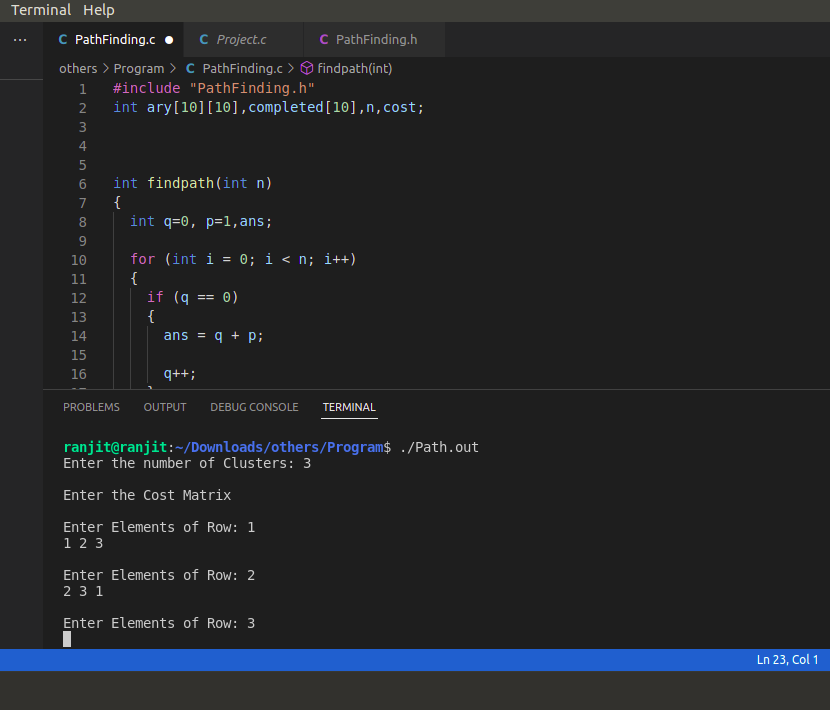 Terminal Help
... PathFinding.c Project.c PathFinding.h
others > Program > C PathFinding.c > findpath(int)
1 #include "PathFinding.h"
2 int ary[10][10],completed[10],n,cost;
3
4
5
6 int findpath(int n)
7 {
8 int q=0, p=1,ans;
9
10 for (int i = 0; i < n; i++)
11 {
12 if (q == 0)
13 {
14 ans = q + p;
15
16 q++;
PROBLEMS OUTPUT DEBUG CONSOLE TERMINAL
ranjit@ranjit:~/Downloads/others/Program$ ./Path.out
Enter the number of Clusters: 3
Enter the Cost Matrix
Enter Elements of Row: 1
1 2 3
Enter Elements of Row: 2
2 3 1
Enter Elements of Row: 3
Ln 23, Col 1